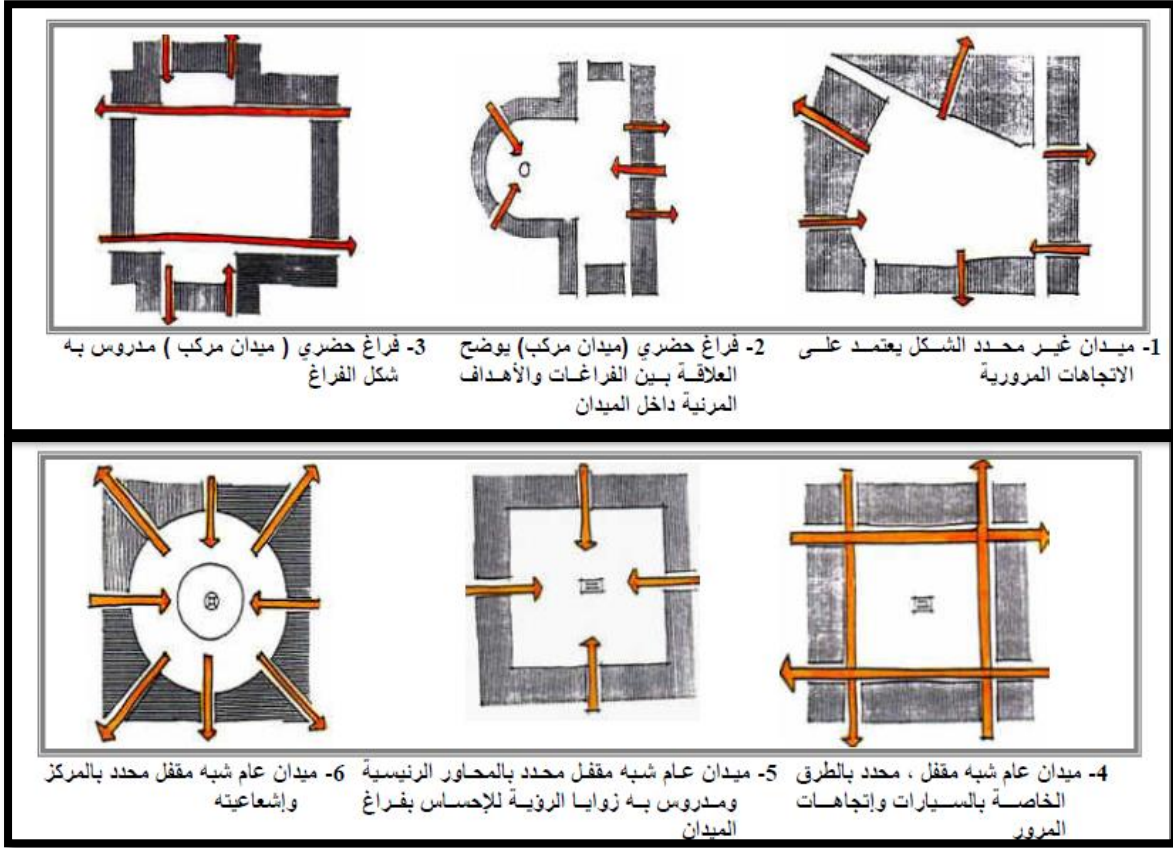 1- ميدان غير محدد الشكل يعتمد على
الاتجاهات المرورية
2- فراغ حضري (ميدان مركب) يوضح
العلاقة بين الفراغات والأهداف
المرنية داخل الميدان
3- فراغ حضري ( ميدان مركب ) مدروس به
شكل الفراغ
4- ميدان عام شبه مقفل ، محدد بالطرق
الخاصة بالسيارات وإتجاهات
المرور
5- ميدان عام شبه مقفل محدد بالمحاور الرئيسية
ومدروس به زوايا الرؤية للإحساس بفراغ
الميدان
6- ميدان عام شبه مقفل محدد بالمركز
وإشعاعيته